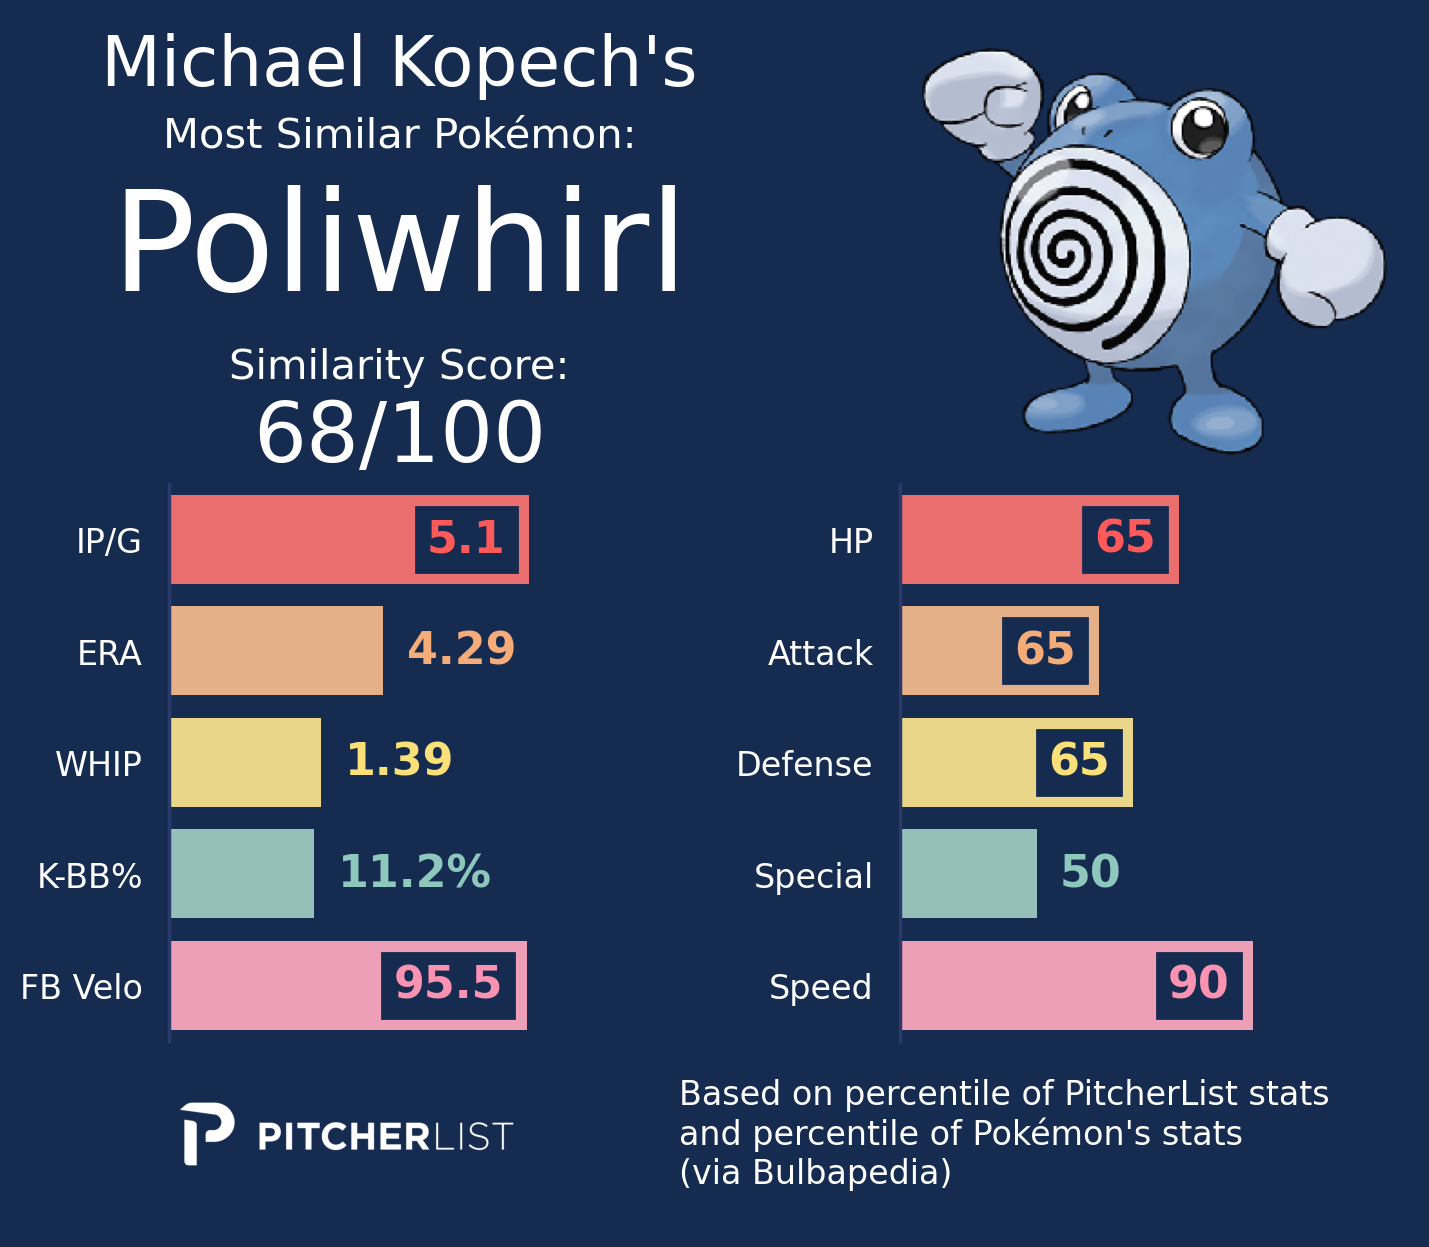 Michael Kopech's
Most Similar Pokémon:
Poliwhirl
Similarity Score:
68/100
IP/G 5.1
ERA 4.29
WHIP 1.39
K-BB% 11.2%
FB Velo 95.5
HP 65
Attack 65
Defense 65
Special 50
Speed 90
PITCHERLIST
Based on percentile of PitcherList stats
and percentile of Pokémon's stats
(via Bulbapedia)